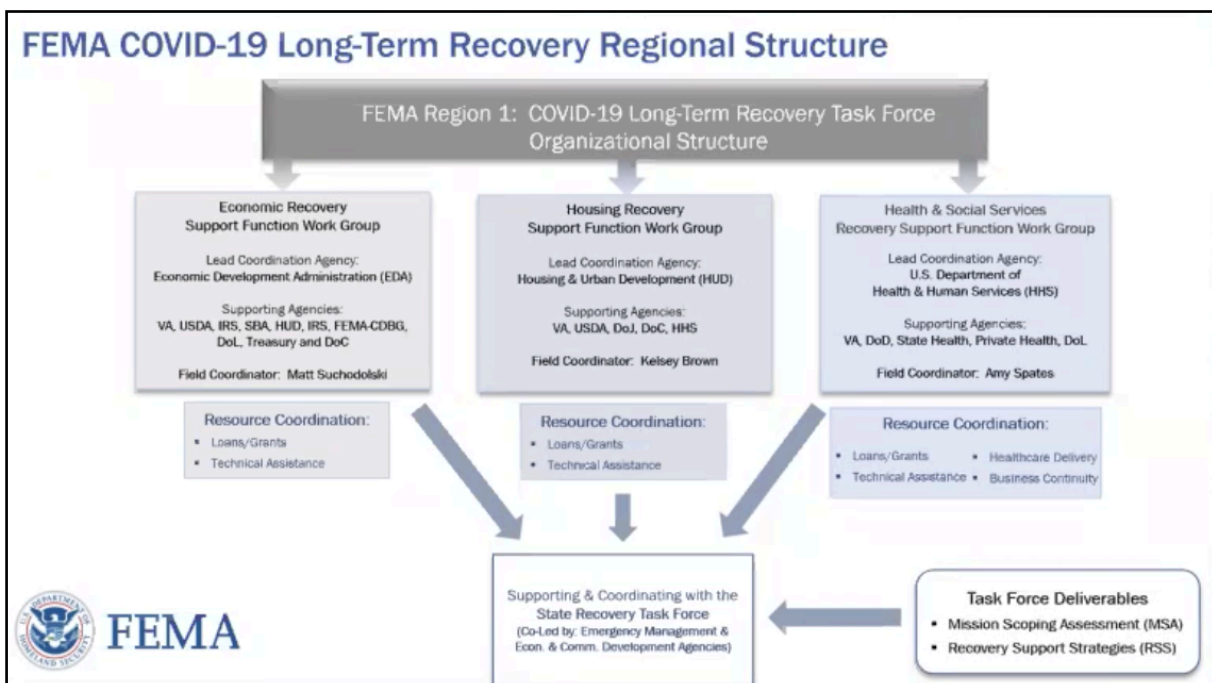 FEMA COVID-19 Long-Term Recovery Regional Structure
FEMA Region 1: COVID-19 Long-Term Recovery Task Force
Organizational Structure
Economic Recovery
Support Function Work Group
Lead Coordination Agency:
Economic Development Administration (EDA)
Supporting Agencies:
VA, USDA, IRS, SBA, HUD, IRS, FEMA-CDBG,
DoL, Treasury and DoC
Field Coordinator: Matt Suchodolski
Resource Coordination:
▪ Loans/Grants
▪ Technical Assistance
Housing Recovery
Support Function Work Group
Lead Coordination Agency:
Housing & Urban Development (HUD)
Supporting Agencies:
VA, USDA, DoJ, DoC, HHS
Field Coordinator: Kelsey Brown
Resource Coordination:
▪ Loans/Grants
▪ Technical Assistance
Health & Social Services
Recovery Support Function Work Group
Lead Coordination Agency:
U.S. Department of
Health & Human Services (HHS)
Supporting Agencies:
VA, DoD, State Health, Private Health, DoL
Field Coordinator: Amy Spates
Resource Coordination:
▪ Loans/Grants ▪ Healthcare Delivery
▪ Technical Assistance ▪ Business Continuity
Supporting & Coordinating with the
State Recovery Task Force
(Co-Led by: Emergency Management &
Econ. & Comm. Development Agencies)
Task Force Deliverables
▪ Mission Scoping Assessment (MSA)
▪ Recovery Support Strategies (RSS)
U.S. DEPARTMENT OF
HOMELAND SECURITY
FEMA